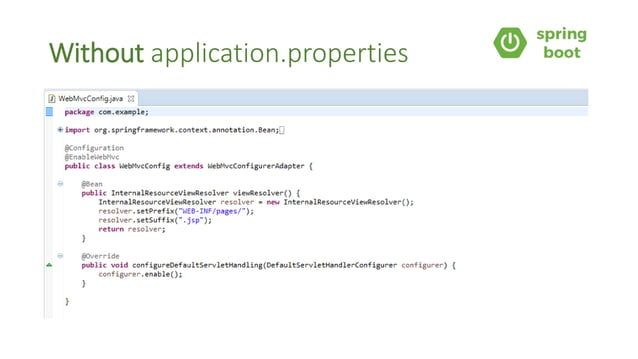 Without application.properties
spring
boot
WebMvcConfig.java
package com.example;
import org.springframework.context.annotation.Bean;
@Configuration
@EnableWebMvc
public class WebMvcConfig extends WebMvcConfigurerAdapter {
@Bean
public InternalResourceViewResolver viewResolver() {
InternalResourceViewResolver resolver = new InternalResourceViewResolver();
resolver.setPrefix("WEB-INF/pages/");
resolver.setSuffix(".jsp");
return resolver;
}
@Override
public void configureDefaultServletHandling(DefaultServletHandlerConfigurer configurer) {
configurer.enable();
}
}